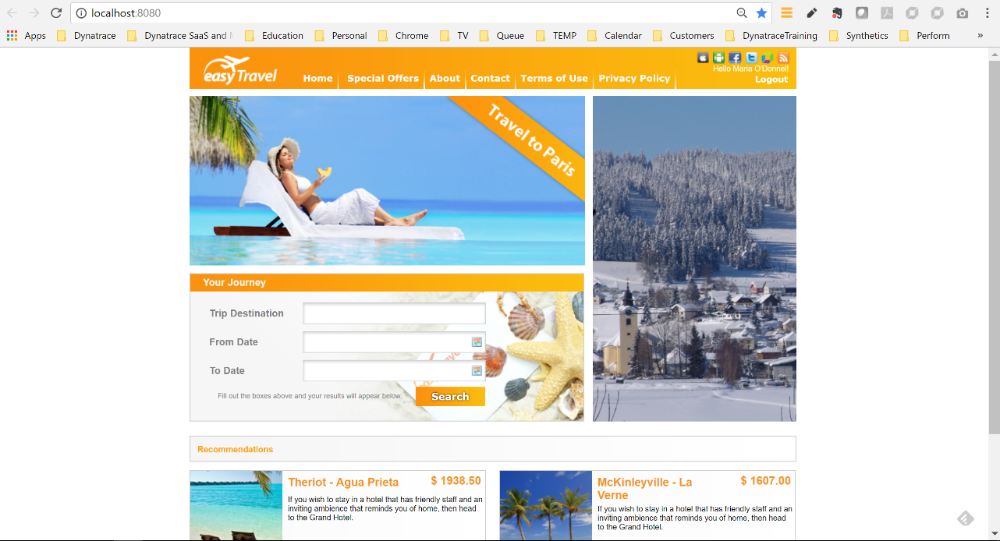 localhost:8080
Apps Dynatrace Dynatrace SaaS and Education Personal Chrome TV Queue TEMP Calendar Customers DynatraceTraining Synthetics Perform »
Hello Maria O'Donnel!
easyTravel Home Special Offers About Contact Terms of Use Privacy Policy Logout
Travel to Paris
Your Journey
Trip Destination
From Date
To Date
Fill out the boxes above and your results will appear below. Search
Recommendations
Theriot - Agua Prieta $ 1938.50
If you wish to stay in a hotel that has friendly staff and an
inviting ambience that reminds you of home, then head
to the Grand Hotel.
McKinleyville - La $ 1607.00
Verne
If you wish to stay in a hotel that has friendly staff and an
inviting ambience that reminds you of home, then head
to the Grand Hotel.